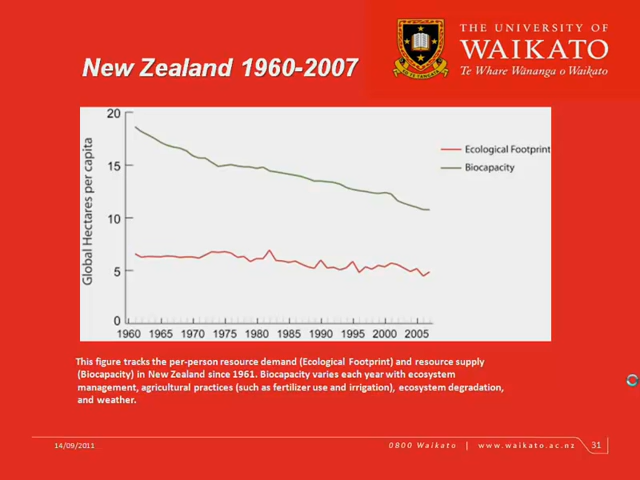 THE UNIVERSITY OF
WAIKATO
Te Whare Wānanga o Waikato
New Zealand 1960-2007
Global Hectares per capita
20
15
10
5
0
1960 1965 1970 1975 1980 1985 1990 1995 2000 2005
Ecological Footprint
Biocapacity
This figure tracks the per-person resource demand (Ecological Footprint) and resource supply
(Biocapacity) in New Zealand since 1961. Biocapacity varies each year with ecosystem
management, agricultural practices (such as fertilizer use and irrigation), ecosystem degradation,
and weather.
14/09/2011
0800 Waikato | www.waikato.ac.nz
31